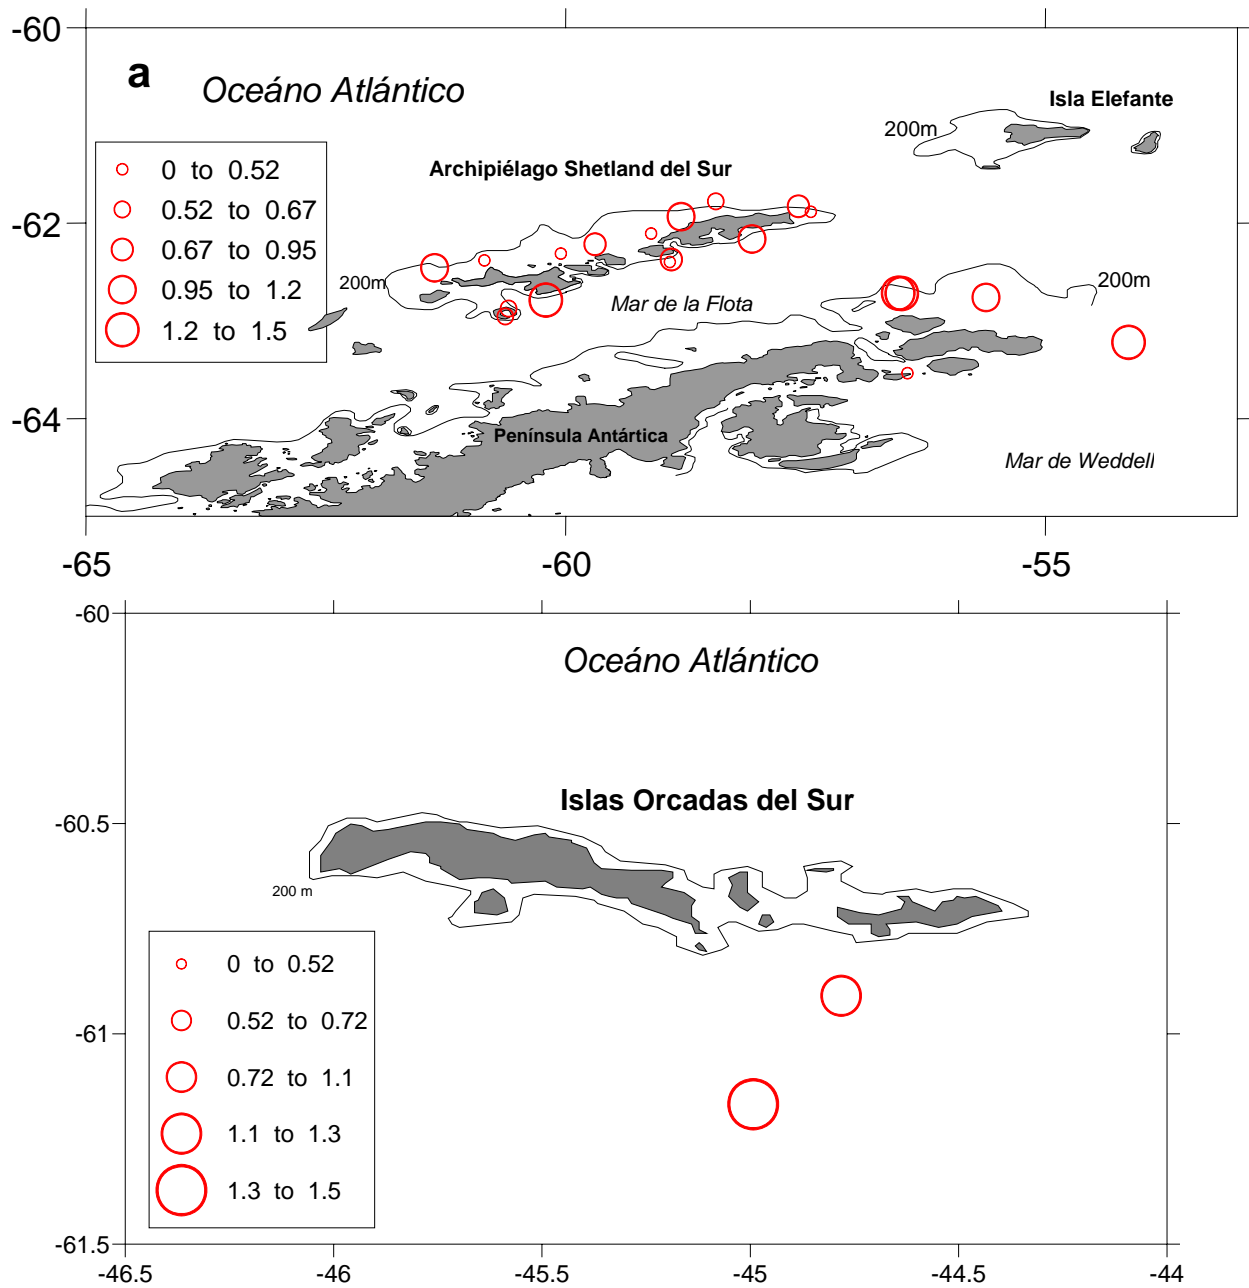 -60
a
Oceáno Atlántico
Isla Elefante
200m
0 to 0.52
0.52 to 0.67
0.67 to 0.95
0.95 to 1.2
1.2 to 1.5
Archipiélago Shetland del Sur
-62
200m
Mar de la Flota
200m
-64
Península Antártica
Mar de Weddell
-65
-60
-55
-60
Oceáno Atlántico
Islas Orcadas del Sur
-60.5
200 m
0 to 0.52
0.52 to 0.72
0.72 to 1.1
1.1 to 1.3
1.3 to 1.5
-61
-61.5
-46.5
-46
-45.5
-45
-44.5
-44